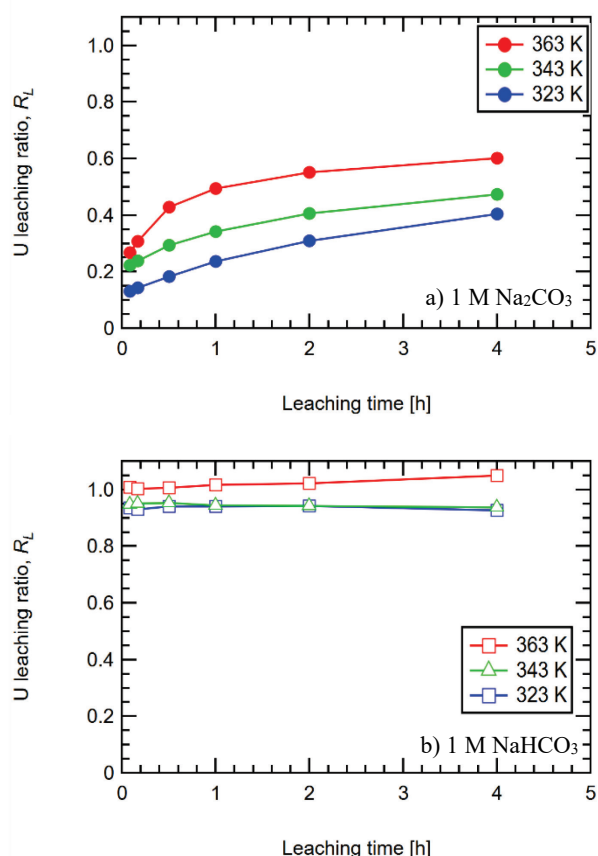 1.0
0.8
0.6
0.4
0.2
0
U leaching ratio, R_L
363 K
343 K
323 K
a) 1 M Na₂CO₃
0 1 2 3 4 5
Leaching time [h]
1.0
0.8
0.6
0.4
0.2
0
U leaching ratio, R_L
363 K
343 K
323 K
b) 1 M NaHCO₃
0 1 2 3 4 5
Leaching time [h]